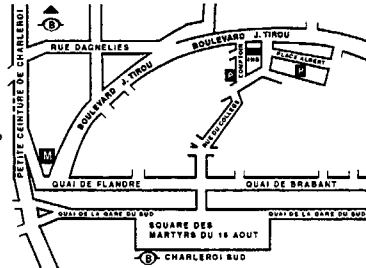 B
RUE DAGNELIES
PETITE CEINTURE DE CHARLEROI
BOULEVARD J. TIROU
BOULEVARD J. TIROU
COMPTOIR
PLACE ALBERT
P
P
RUE DU COLLEGE
M
QUAI DE FLANDRE
QUAI DE BRABANT
QUAI DE LA GARE DU SUD
QUAI DE LA GARE DU SUD
SQUARE DES
MARTYRS DU 18 AOUT
B CHARLEROI SUD